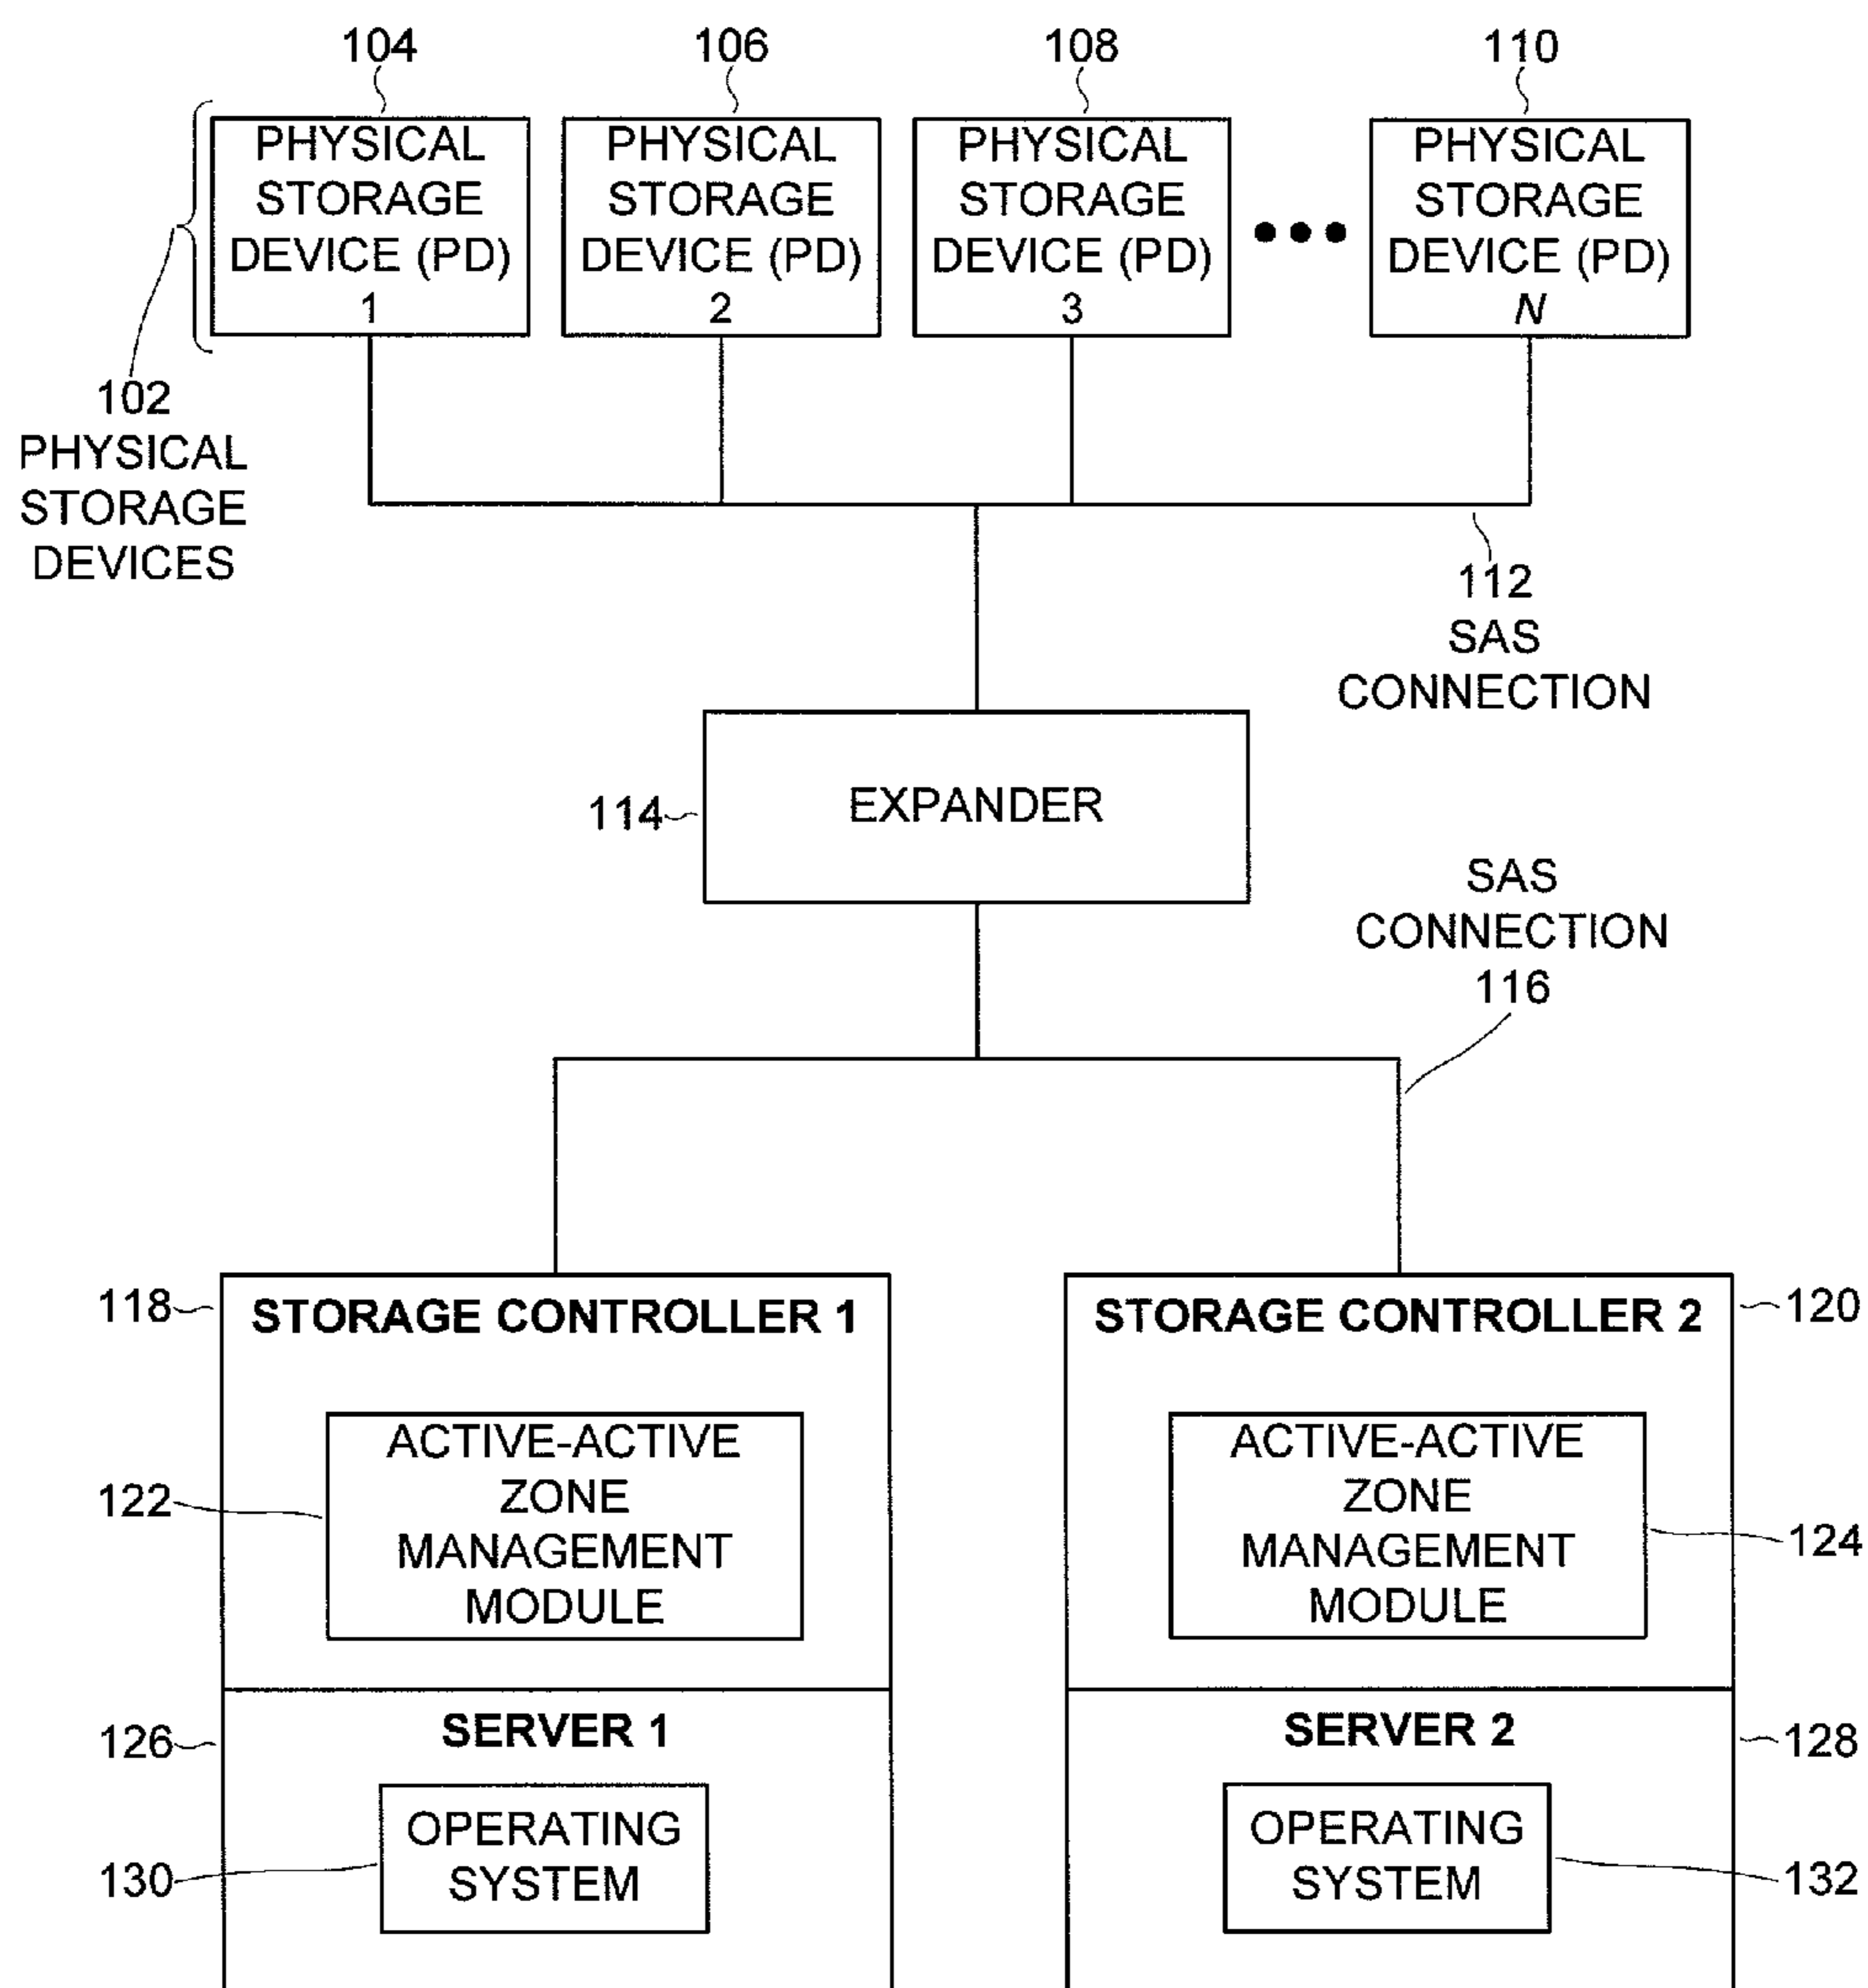 104
106
108
110
PHYSICAL
STORAGE
DEVICE (PD)
1
PHYSICAL
STORAGE
DEVICE (PD)
2
PHYSICAL
STORAGE
DEVICE (PD)
3
PHYSICAL
STORAGE
DEVICE (PD)
N
102
PHYSICAL
STORAGE
DEVICES
112
SAS
CONNECTION
114
EXPANDER
SAS
CONNECTION
116
118
STORAGE CONTROLLER 1
STORAGE CONTROLLER 2
120
122
ACTIVE-ACTIVE
ZONE
MANAGEMENT
MODULE
ACTIVE-ACTIVE
ZONE
MANAGEMENT
MODULE
124
126
SERVER 1
SERVER 2
128
130
OPERATING
SYSTEM
OPERATING
SYSTEM
132